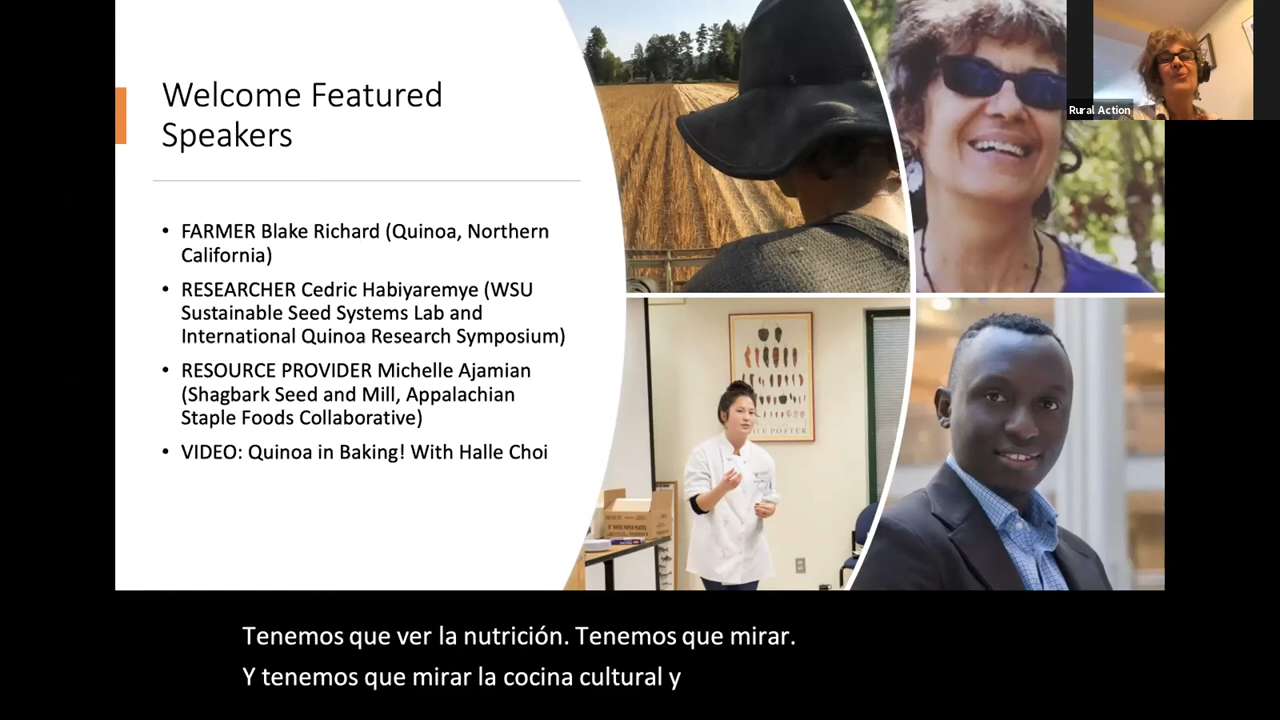 Welcome Featured
Speakers
• FARMER Blake Richard (Quinoa, Northern
California)
• RESEARCHER Cedric Habiyaremye (WSU
Sustainable Seed Systems Lab and
International Quinoa Research Symposium)
• RESOURCE PROVIDER Michelle Ajamian
(Shagbark Seed and Mill, Appalachian
Staple Foods Collaborative)
• VIDEO: Quinoa in Baking! With Halle Choi
Rural Action
Tenemos que ver la nutrición. Tenemos que mirar.
Y tenemos que mirar la cocina cultural y